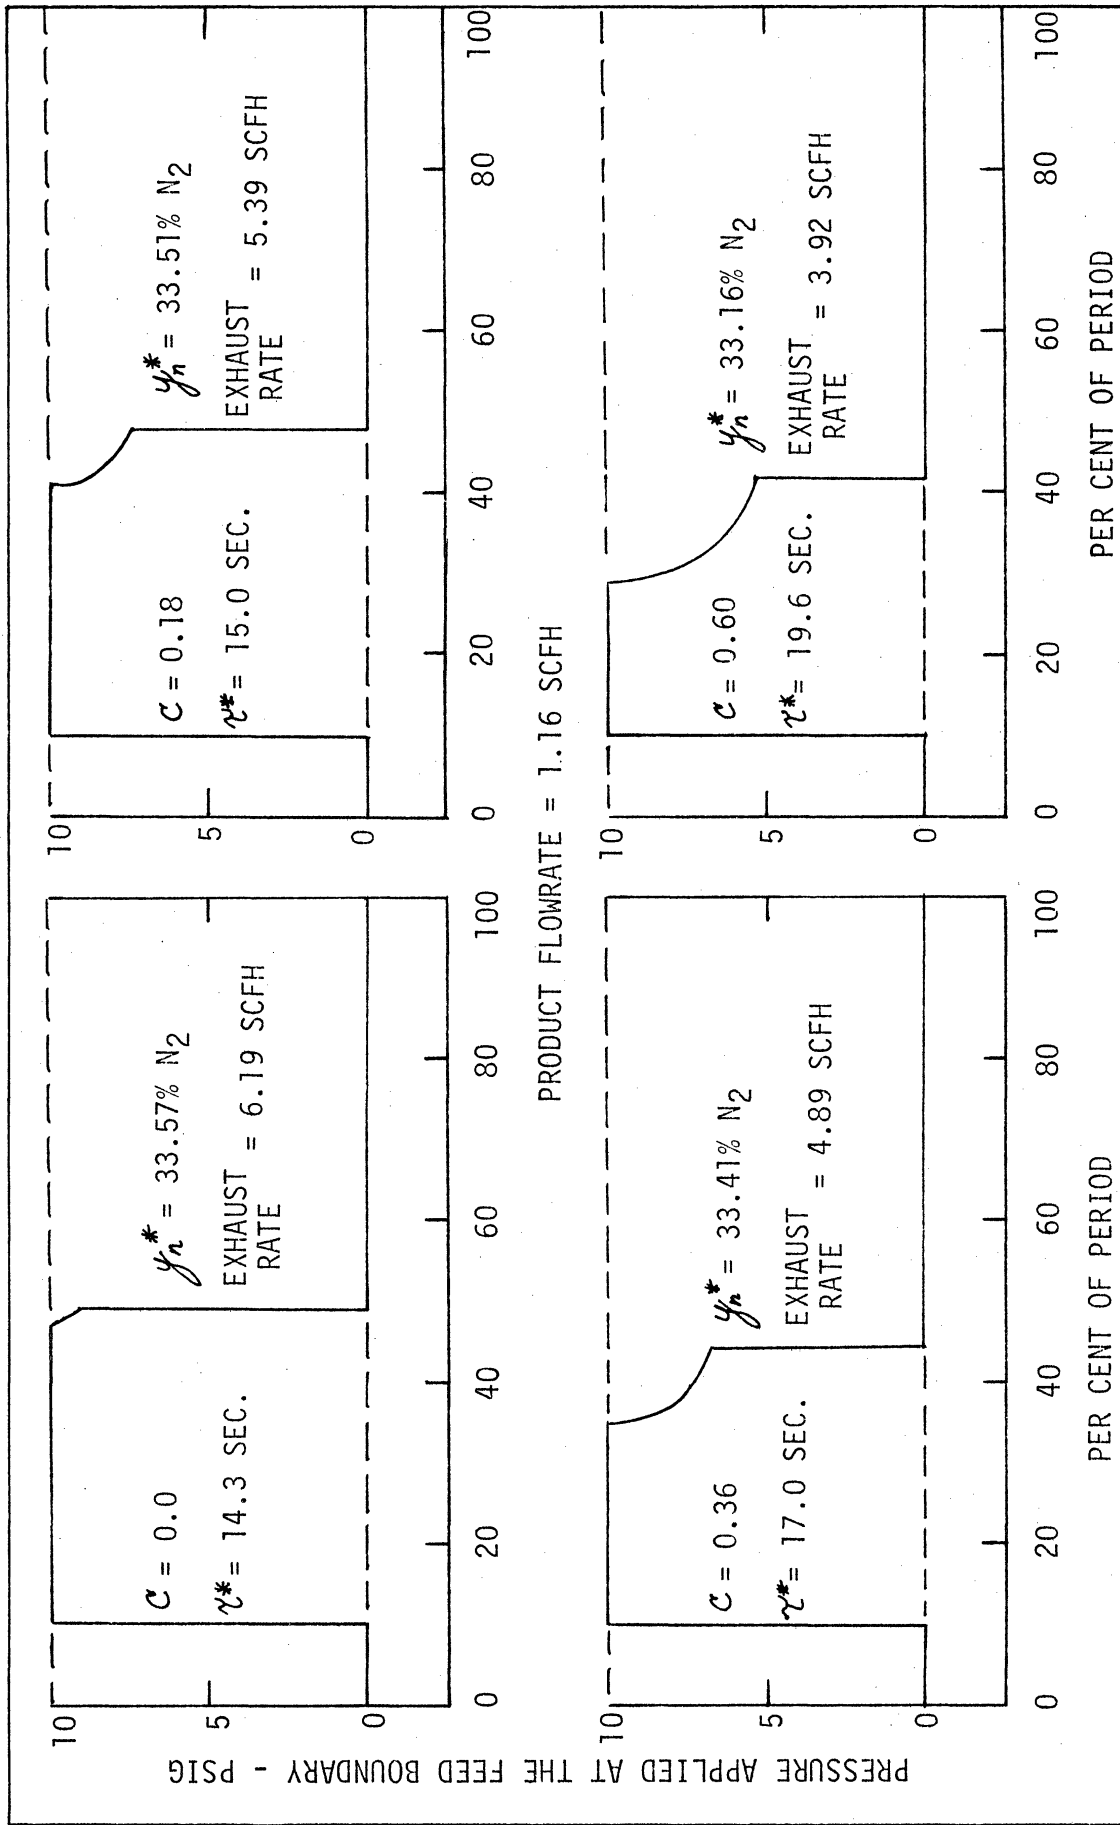 PRESSURE APPLIED AT THE FEED BOUNDARY - PSIG
10
5
0
C = 0.0
τ* = 14.3 SEC.
yn* = 33.57% N2
EXHAUST RATE = 6.19 SCFH
0 20 40 60 80 100
10
5
0
C = 0.18
τ* = 15.0 SEC.
yn* = 33.51% N2
EXHAUST RATE = 5.39 SCFH
0 20 40 60 80 100
PRODUCT FLOWRATE = 1.16 SCFH
10
5
0
C = 0.36
τ* = 17.0 SEC.
yn* = 33.41% N2
EXHAUST RATE = 4.89 SCFH
0 20 40 60 80 100
PER CENT OF PERIOD
10
5
0
C = 0.60
τ* = 19.6 SEC.
yn* = 33.16% N2
EXHAUST RATE = 3.92 SCFH
0 20 40 60 80 100
PER CENT OF PERIOD